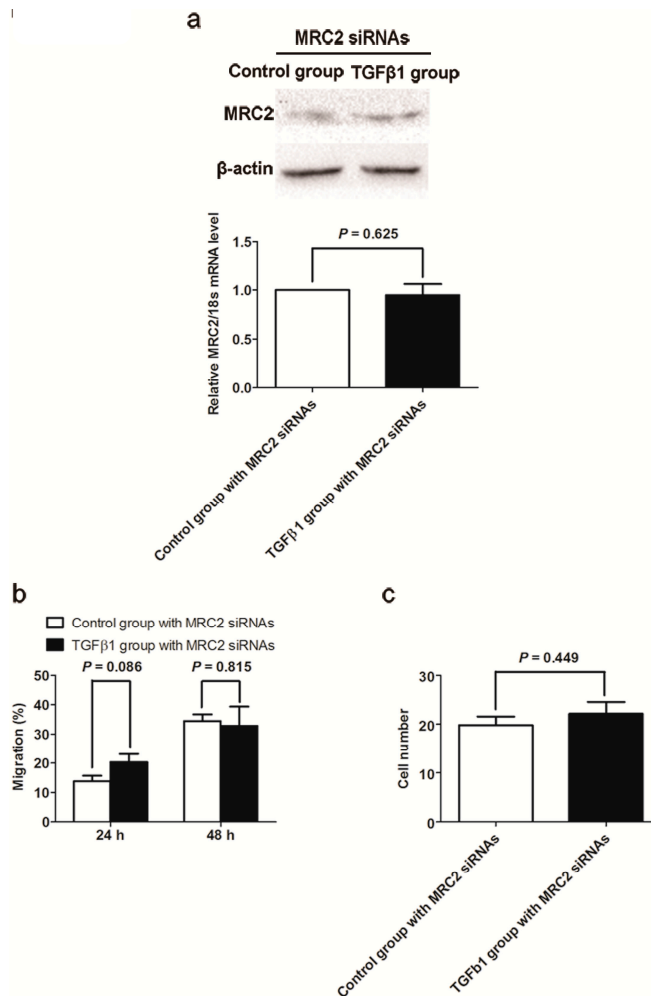 a
MRC2 siRNAs
Control group TGFβ1 group
MRC2
β-actin
P = 0.625
1.5
1.0
0.5
0.0
Relative MRC2/18s mRNA level
Control group with MRC2 siRNAs
TGFβ1 group with MRC2 siRNAs
b
Control group with MRC2 siRNAs
TGFβ1 group with MRC2 siRNAs
P = 0.086
P = 0.815
50
40
30
20
10
0
Migration (%)
24 h
48 h
c
P = 0.449
30
20
10
0
Cell number
Control group with MRC2 siRNAs
TGFb1 group with MRC2 siRNAs